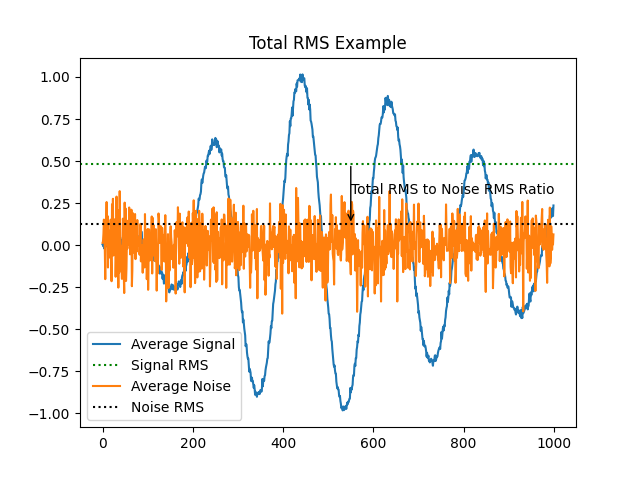 Total RMS Example
1.00
0.75
0.50
0.25
0.00
−0.25
−0.50
−0.75
−1.00
Total RMS to Noise RMS Ratio
Average Signal
Signal RMS
Average Noise
Noise RMS
0 200 400 600 800 1000